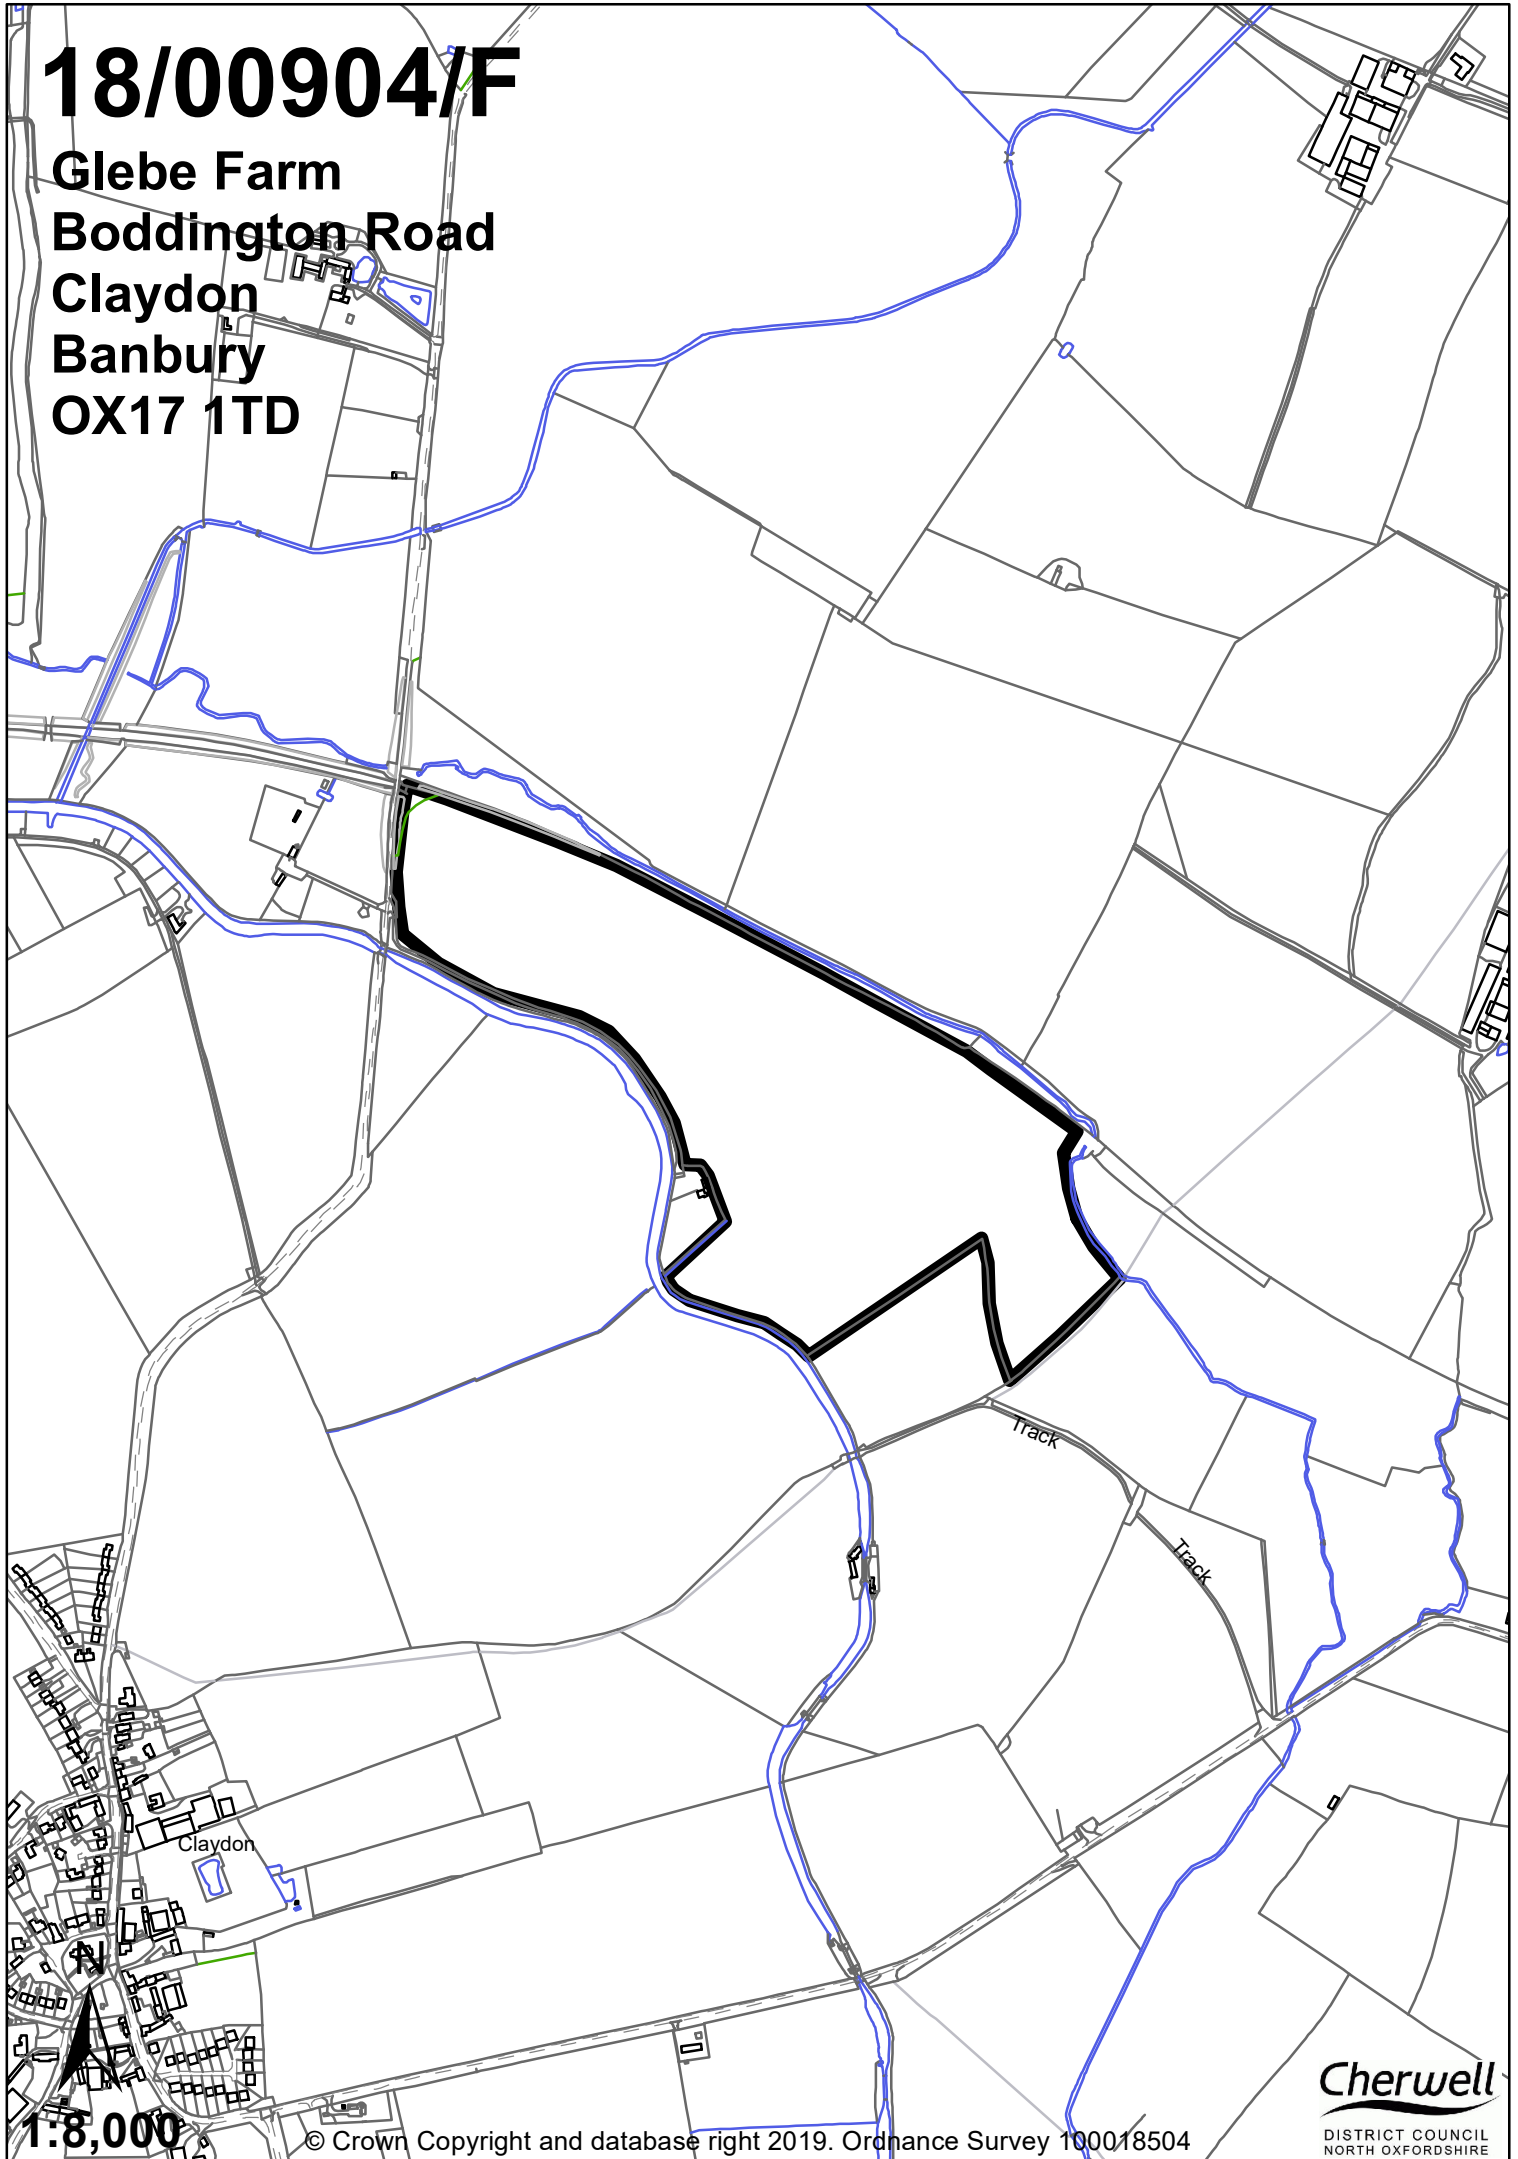 18/00904/F
Glebe Farm
Boddington Road
Claydon
Banbury
OX17 1TD
Track
Track
Claydon
N
1:8,000
© Crown Copyright and database right 2019. Ordnance Survey 100018504
Cherwell
DISTRICT COUNCIL
NORTH OXFORDSHIRE